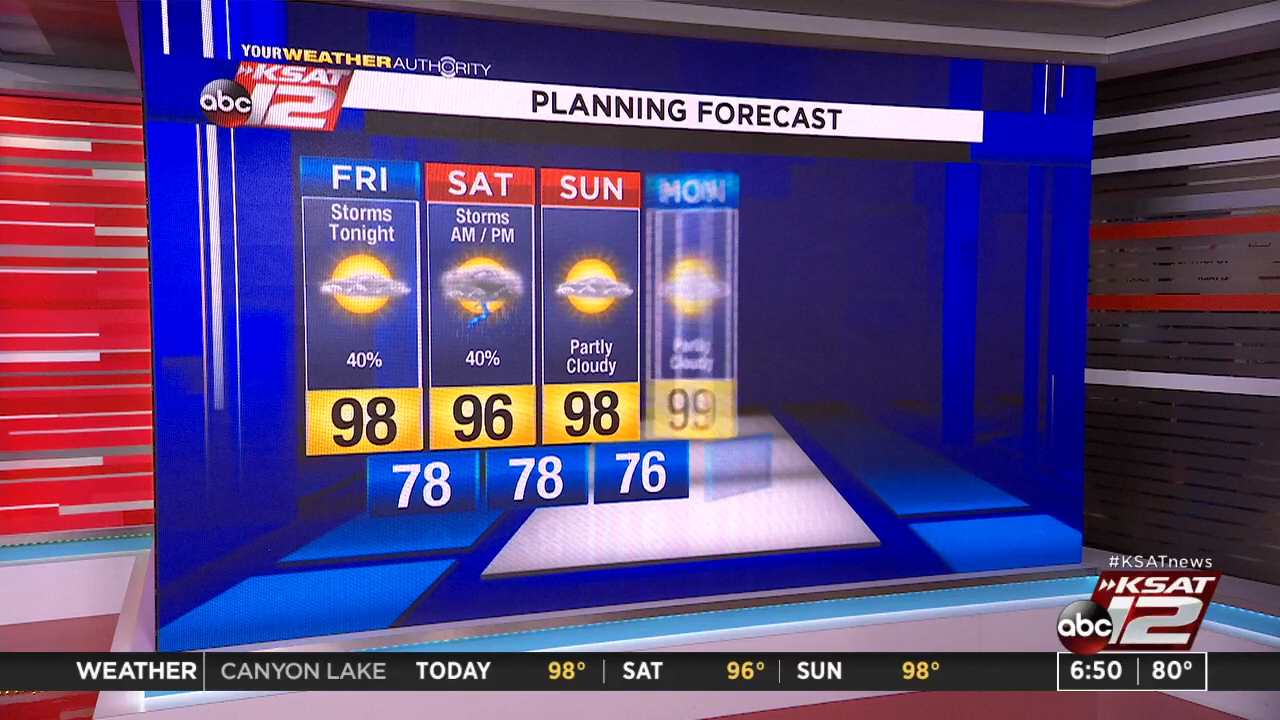 YOUR WEATHER AUTHORITY
KSAT
abc 12
PLANNING FORECAST
FRI
Storms
Tonight
40%
98
SAT
Storms
AM / PM
40%
96
SUN
Partly
Cloudy
98
MON
Partly
Cloudy
99
78
78
76
#KSATnews
KSAT
abc 12
WEATHER CANYON LAKE TODAY 98° SAT 96° SUN 98° 6:50 80°